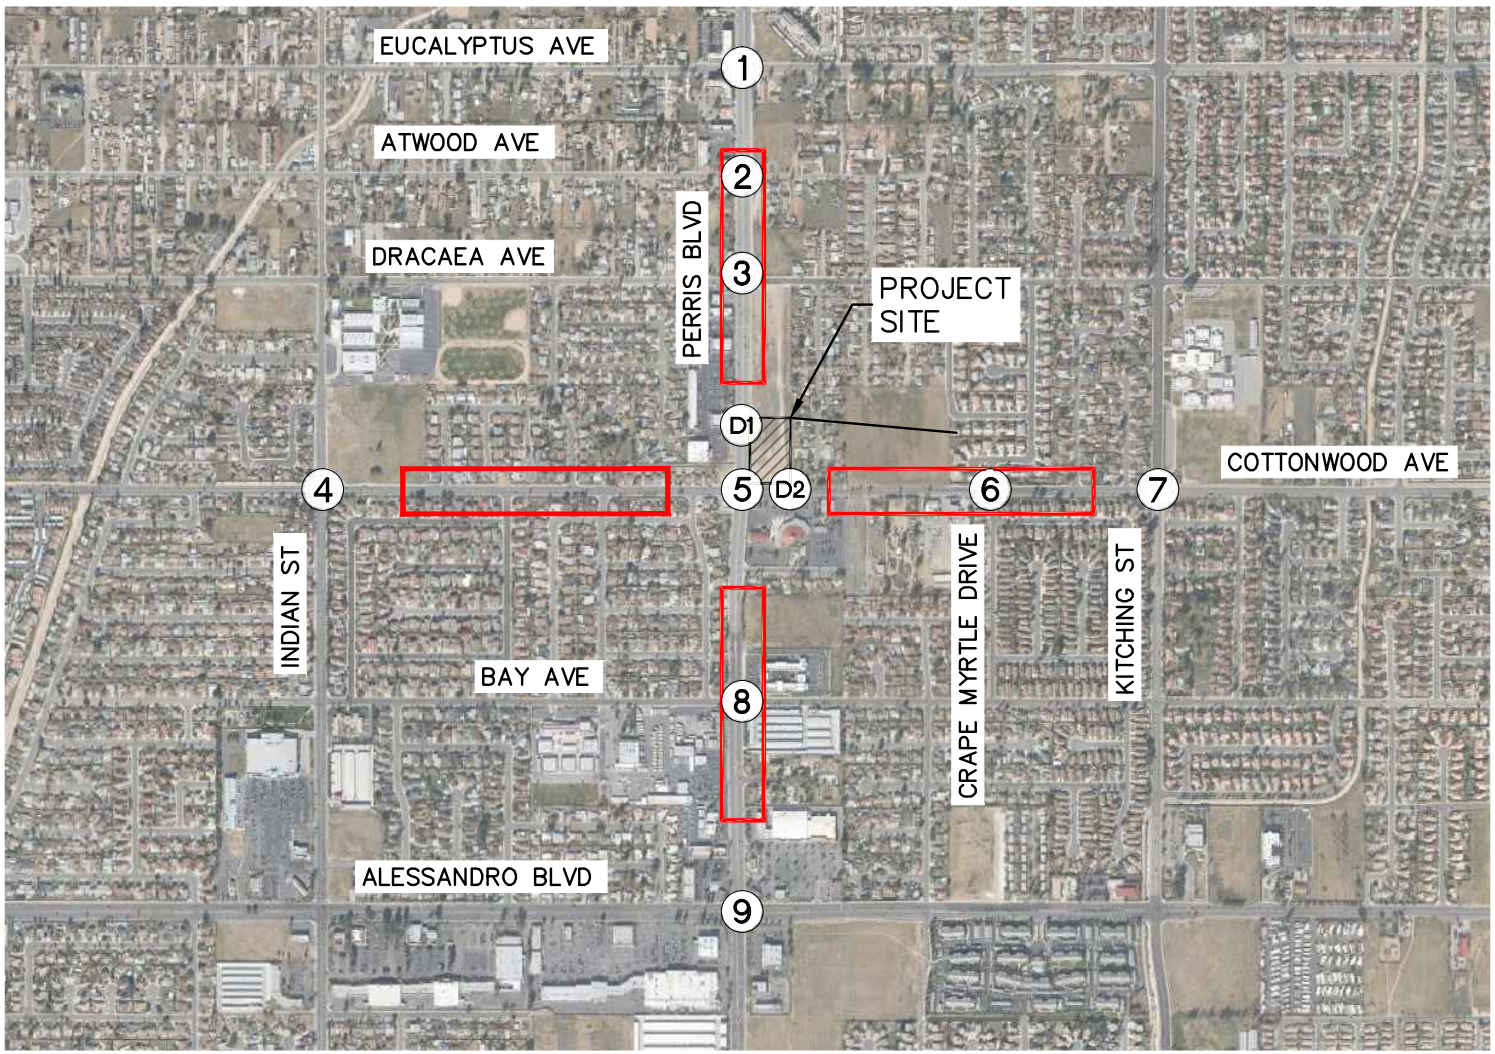 EUCALYPTUS AVE
1
ATWOOD AVE
2
PERRIS BLVD
DRACAEA AVE
3
PROJECT
SITE
D1
COTTONWOOD AVE
4
5
D2
6
7
INDIAN ST
CRAPE MYRTLE DRIVE
KITCHING ST
BAY AVE
8
ALESSANDRO BLVD
9